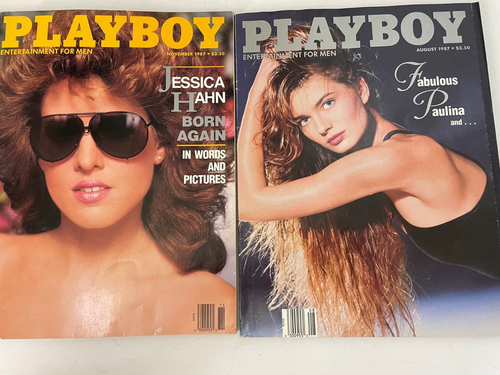 PLAYBOY
ENTERTAINMENT FOR MEN
NOVEMBER 1987 • $3.50
JESSICA
HAHN
BORN
AGAIN
IN WORDS
AND
PICTURES
PLAYBOY
ENTERTAINMENT FOR MEN
AUGUST 1987 • $3.50
Fabulous
Paulina
and . . .